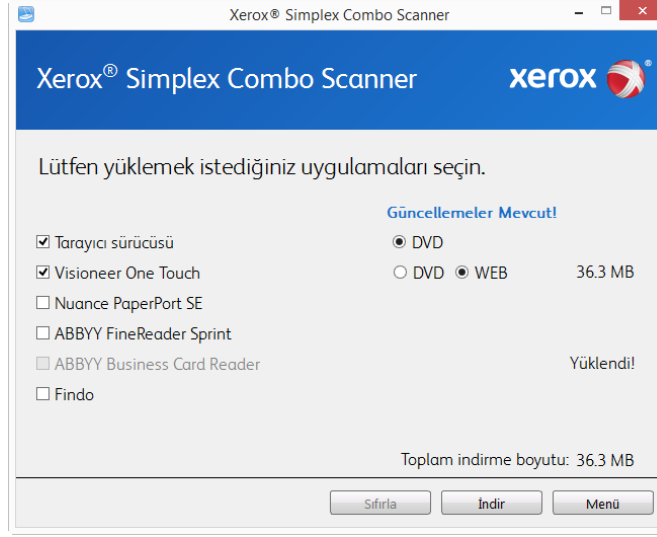 Xerox® Simplex Combo Scanner
Xerox® Simplex Combo Scanner
xerox®
Lütfen yüklemek istediğiniz uygulamaları seçin.
Güncellemeler Mevcut!
Tarayıcı sürücüsü DVD
Visioneer One Touch DVD WEB 36.3 MB
Nuance PaperPort SE
ABBYY FineReader Sprint
ABBYY Business Card Reader Yüklendi!
Findo
Toplam indirme boyutu: 36.3 MB
Sıfırla İndir Menü